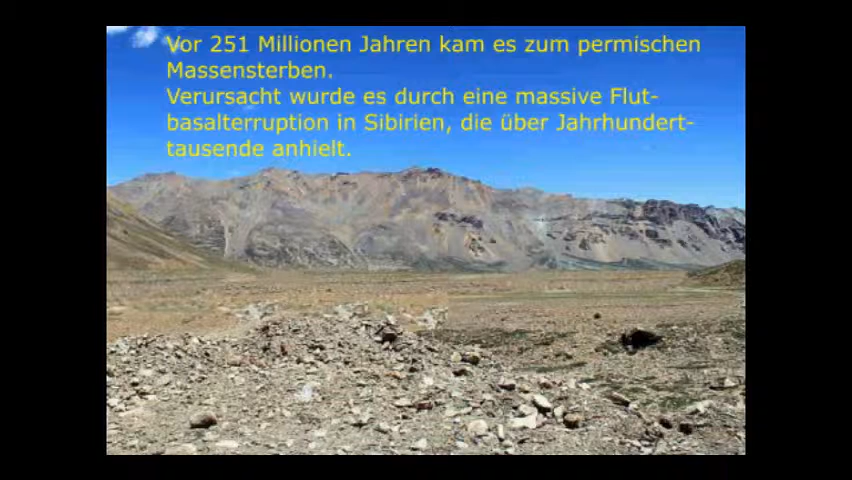 Vor 251 Millionen Jahren kam es zum permischen
Massensterben.
Verursacht wurde es durch eine massive Flut-
basalterruption in Sibirien, die über Jahrhundert-
tausende anhielt.